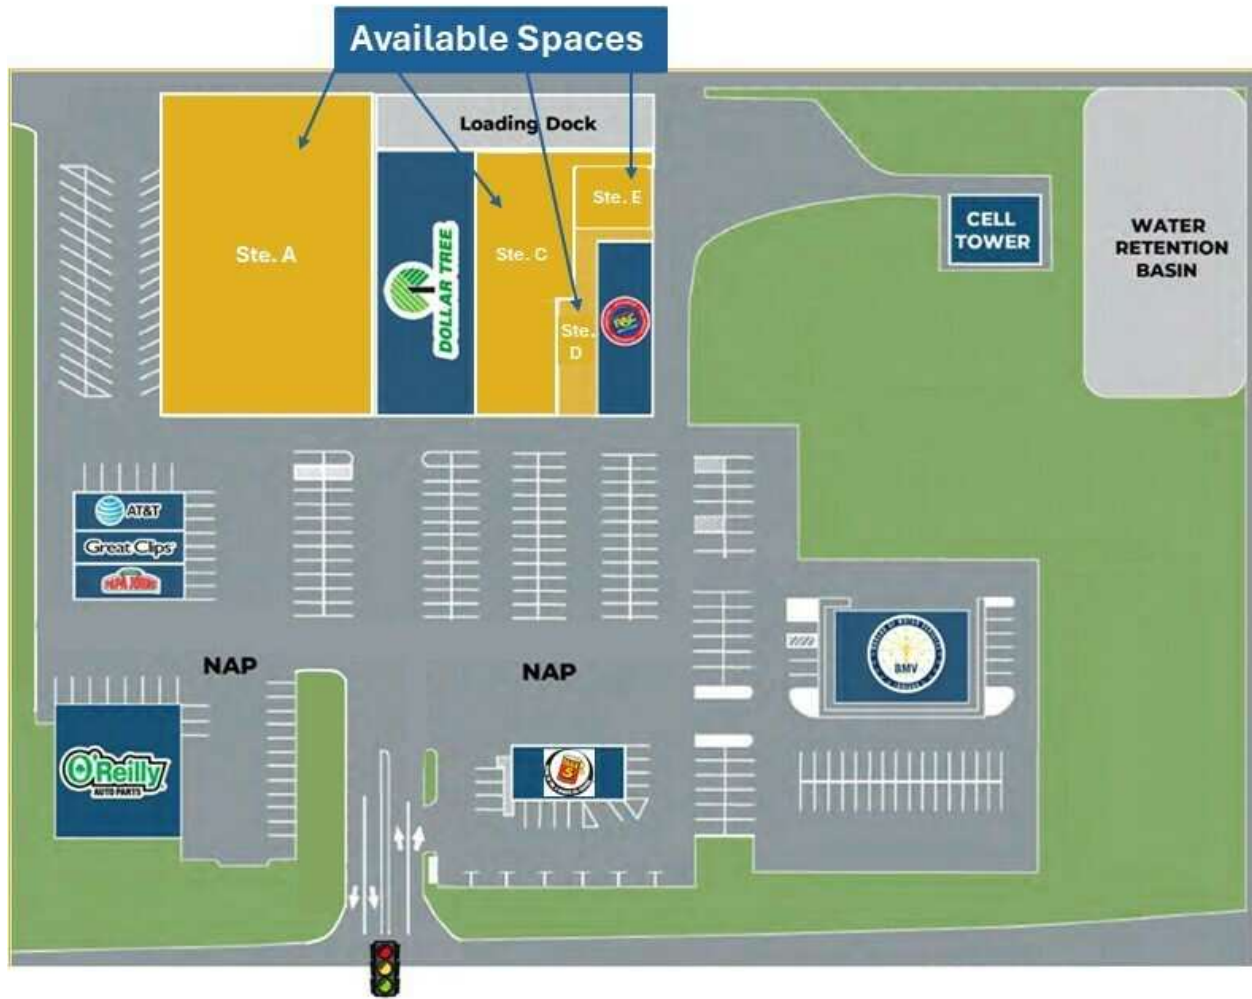 Available Spaces
Loading Dock
Ste. A
DOLLAR TREE
Ste. C
Ste. E
Ste.
D
CELL
TOWER
WATER
RETENTION
BASIN
AT&T
Great Clips
PAPA JOHNS
NAP
NAP
BMV
O'Reilly
AUTO PARTS